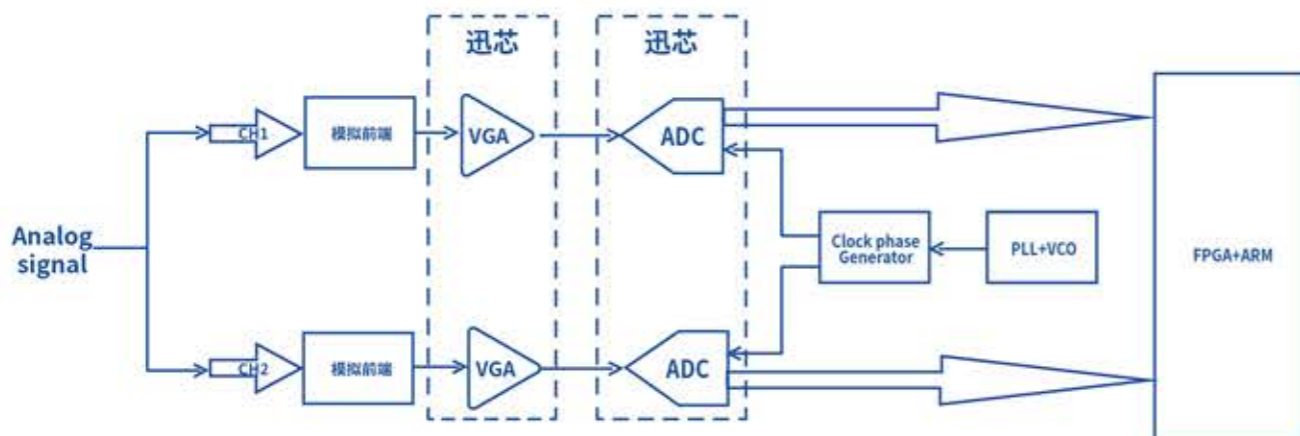 迅芯
迅芯
CH1
模拟前端
VGA
ADC
Analog
signal
Clock phase
Generator
PLL+VCO
FPGA+ARM
CH2
模拟前端
VGA
ADC